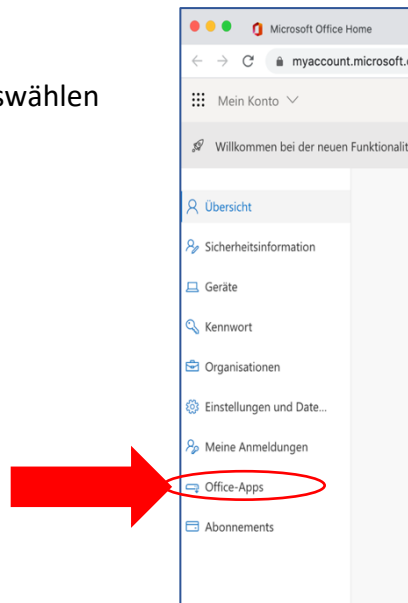 Microsoft Office Home
myaccount.microsoft.
swählen
Mein Konto
Willkommen bei der neuen Funktionalit
Übersicht
Sicherheitsinformation
Geräte
Kennwort
Organisationen
Einstellungen und Date...
Meine Anmeldungen
Office-Apps
Abonnements